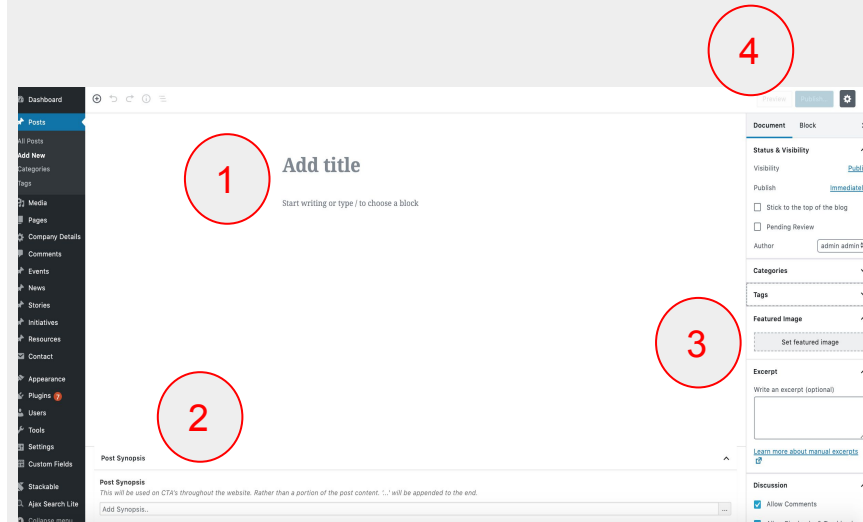 4
Dashboard
Preview
Publish...
Posts
Document Block
All Posts
Add New
Categories
Tags
Status & Visibility
Visibility Publi
Publish Immediatel
Stick to the top of the blog
Pending Review
Author admin admin
1
Add title
Start writing or type / to choose a block
Media
Pages
Company Details
Comments
Events
News
Stories
Initiatives
Resources
Contact
Appearance
Plugins 7
Users
Tools
Settings
Custom Fields
Stackable
Ajax Search Lite
Collapse menu
Categories
Tags
3
Featured Image
Set featured image
Excerpt
Write an excerpt (optional)
Learn more about manual excerpts
Discussion
Allow Comments
2
Post Synopsis
Post Synopsis
This will be used on CTA's throughout the website. Rather than a portion of the post content. '...' will be appended to the end.
Add Synopsis..
...